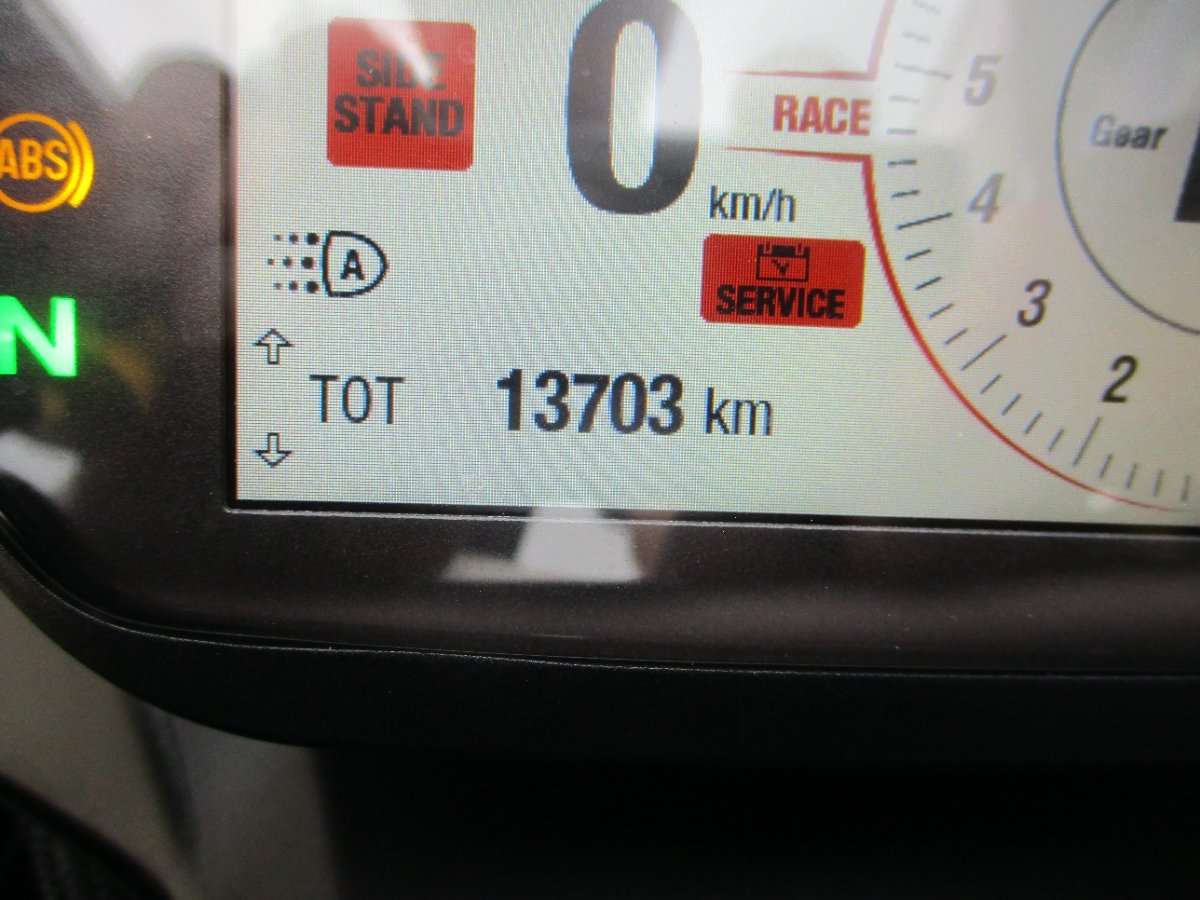 SIDE
STAND
0
km/h
RACE
5
4
3
2
Gear
ABS
N
A
SERVICE
TOT 13703 km